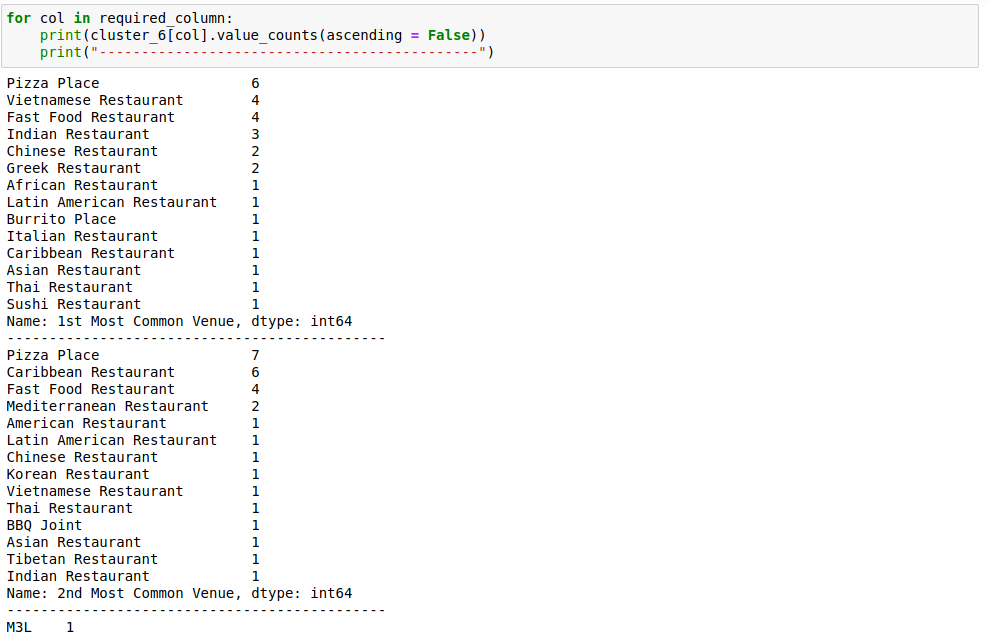 for col in required_column:
    print(cluster_6[col].value_counts(ascending = False))
    print("---------------------------------------------")
Pizza Place                  6
Vietnamese Restaurant        4
Fast Food Restaurant         4
Indian Restaurant            3
Chinese Restaurant           2
Greek Restaurant             2
African Restaurant           1
Latin American Restaurant    1
Burrito Place                1
Italian Restaurant           1
Caribbean Restaurant         1
Asian Restaurant             1
Thai Restaurant              1
Sushi Restaurant             1
Name: 1st Most Common Venue, dtype: int64
---------------------------------------------
Pizza Place                  7
Caribbean Restaurant         6
Fast Food Restaurant         4
Mediterranean Restaurant     2
American Restaurant          1
Latin American Restaurant    1
Chinese Restaurant           1
Korean Restaurant            1
Vietnamese Restaurant        1
Thai Restaurant              1
BBQ Joint                    1
Asian Restaurant             1
Tibetan Restaurant           1
Indian Restaurant            1
Name: 2nd Most Common Venue, dtype: int64
---------------------------------------------
M3L    1